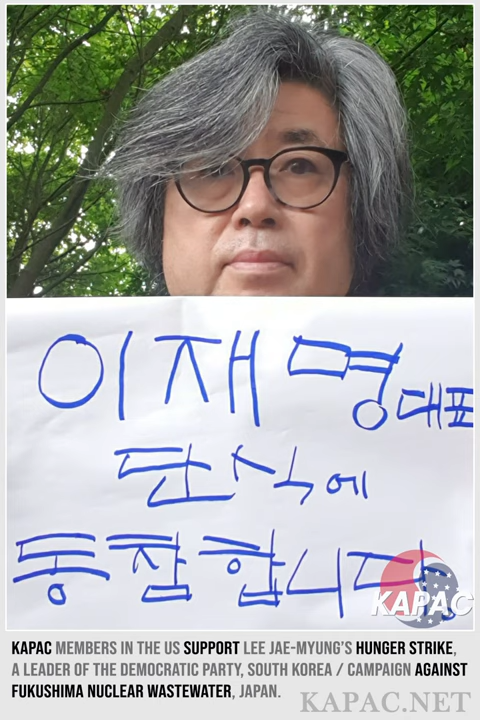 이재명대표
단식에
동참합니다
KAPAC
KAPAC MEMBERS IN THE US SUPPORT LEE JAE-MYUNG'S HUNGER STRIKE,
A LEADER OF THE DEMOCRATIC PARTY, SOUTH KOREA / CAMPAIGN AGAINST
FUKUSHIMA NUCLEAR WASTEWATER, JAPAN.
KAPAC.NET